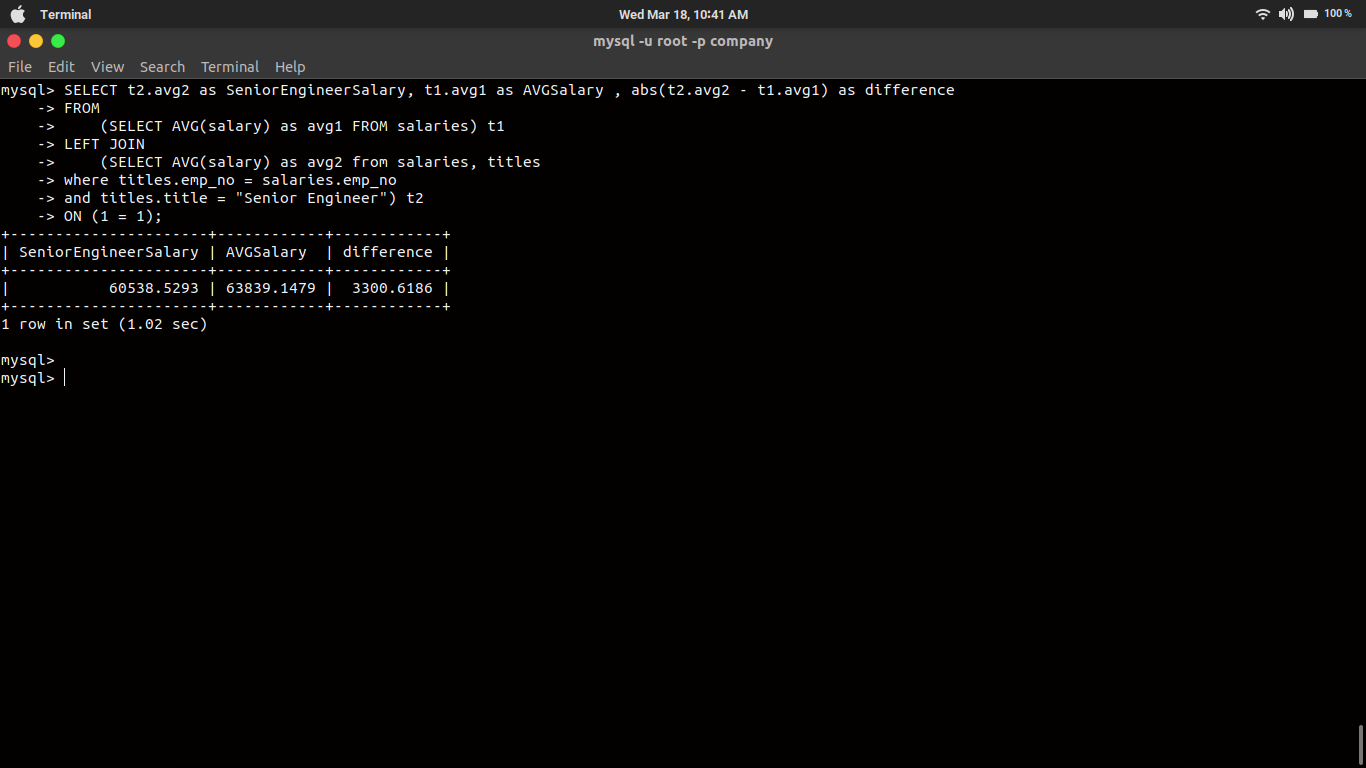 Terminal
Wed Mar 18, 10:41 AM
100 %
mysql -u root -p company
File Edit View Search Terminal Help
mysql> SELECT t2.avg2 as SeniorEngineerSalary, t1.avg1 as AVGSalary , abs(t2.avg2 - t1.avg1) as difference
    -> FROM
    ->     (SELECT AVG(salary) as avg1 FROM salaries) t1
    -> LEFT JOIN
    ->     (SELECT AVG(salary) as avg2 from salaries, titles
    -> where titles.emp_no = salaries.emp_no
    -> and titles.title = "Senior Engineer") t2
    -> ON (1 = 1);
+----------------------+------------+------------+
| SeniorEngineerSalary | AVGSalary  | difference |
+----------------------+------------+------------+
|           60538.5293 | 63839.1479 |  3300.6186 |
+----------------------+------------+------------+
1 row in set (1.02 sec)
mysql>
mysql>